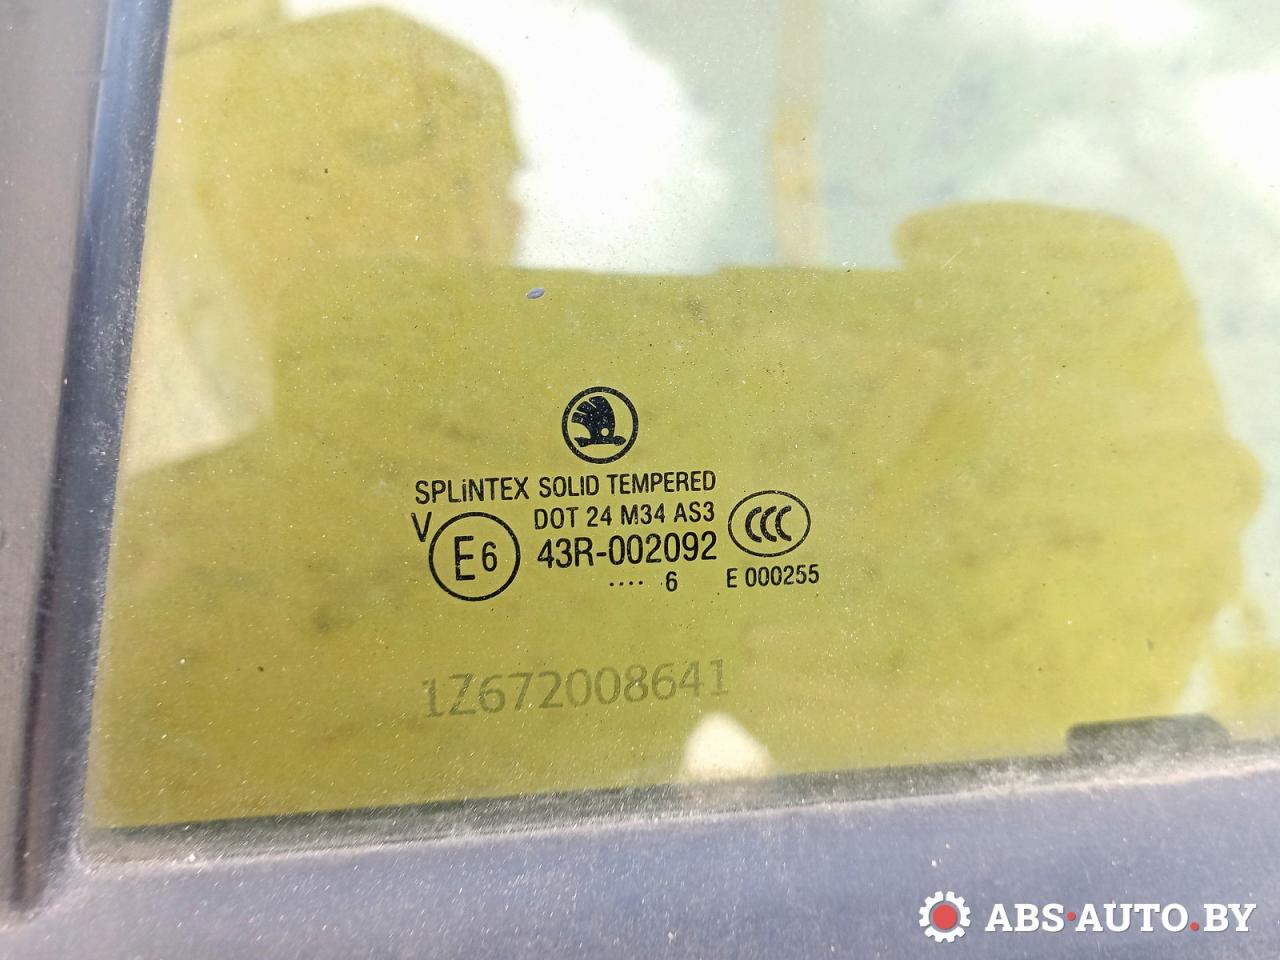 SPLiNTEX SOLID TEMPERED
V
DOT 24 M34 AS3
CCC
E6
43R-002092
.... 6
E 000255
1Z672008641
ABS·AUTO.BY